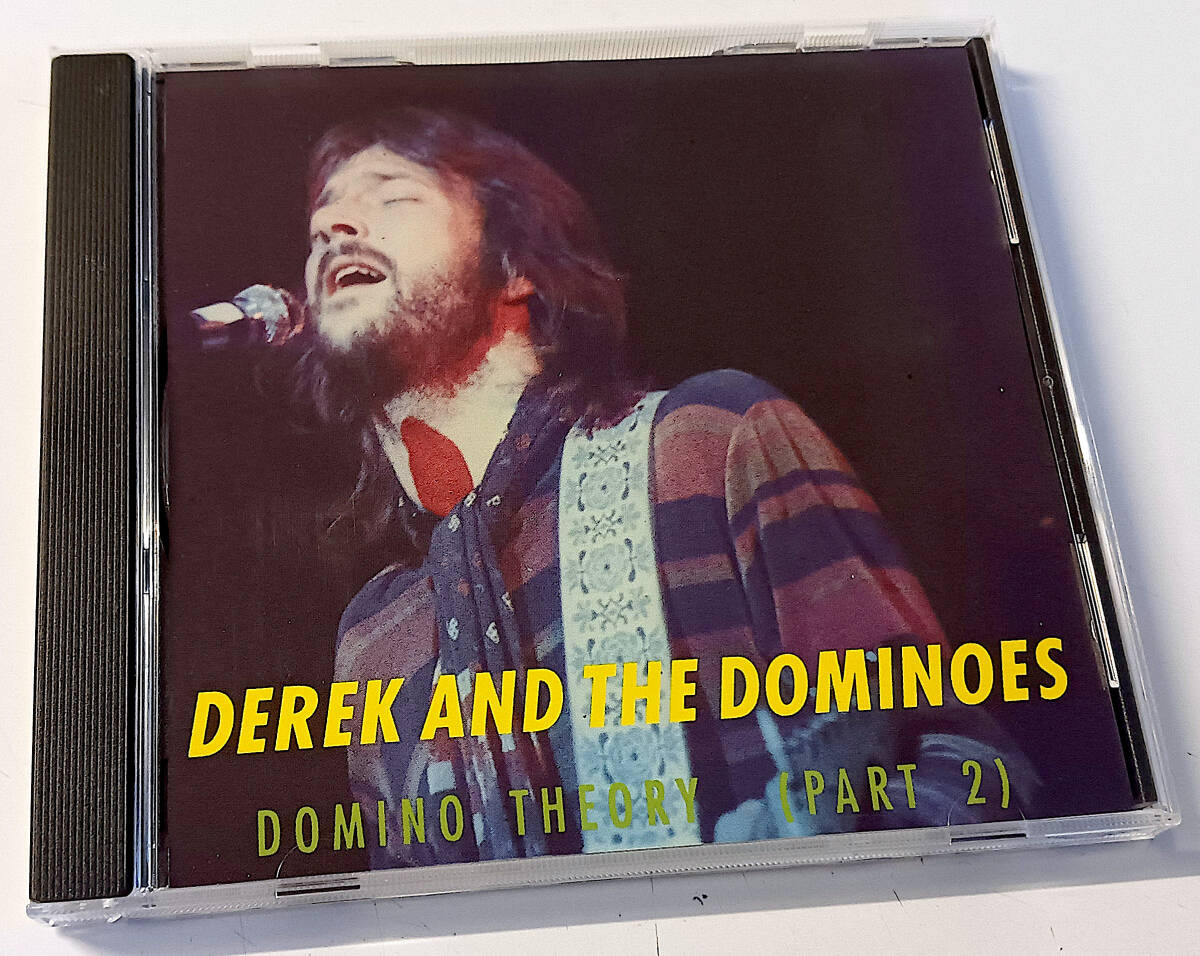 DEREK AND THE DOMINOES
DOMINO THEORY (PART 2)